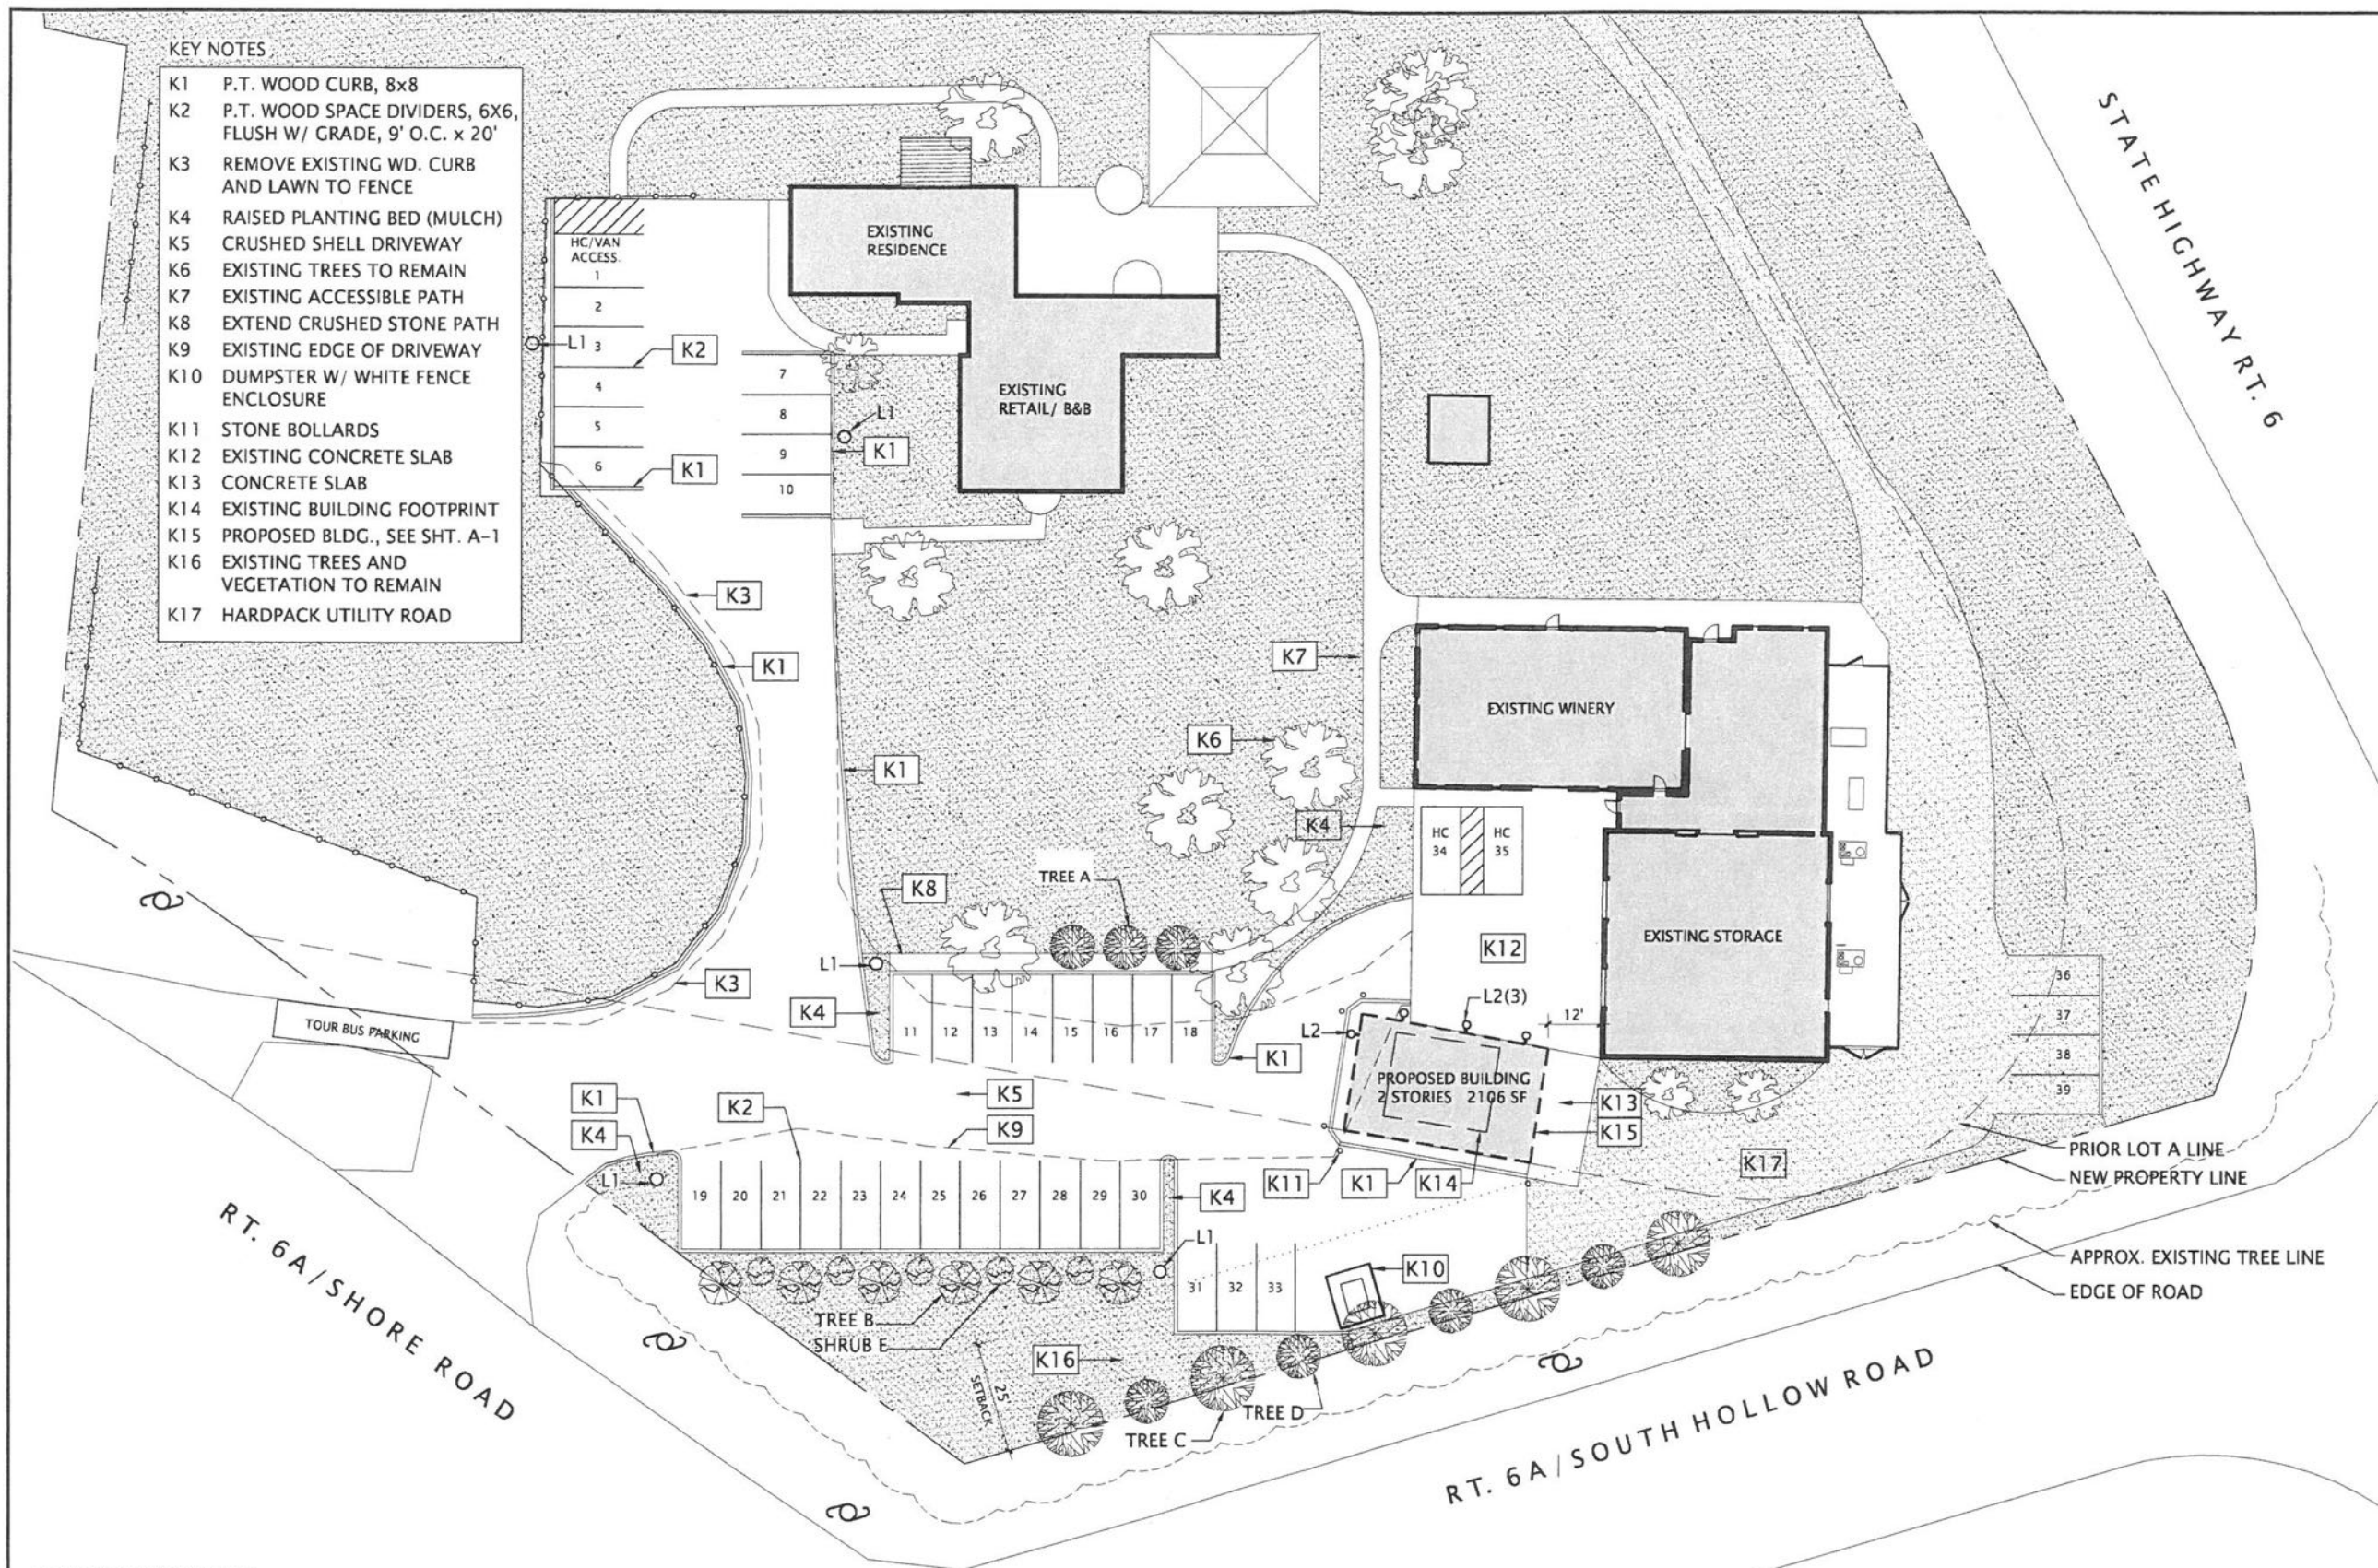 KEY NOTES
K1 P.T. WOOD CURB, 8x8
K2 P.T. WOOD SPACE DIVIDERS, 6X6,
FLUSH W/ GRADE, 9' O.C. x 20'
K3 REMOVE EXISTING WD. CURB
AND LAWN TO FENCE
K4 RAISED PLANTING BED (MULCH)
K5 CRUSHED SHELL DRIVEWAY
K6 EXISTING TREES TO REMAIN
K7 EXISTING ACCESSIBLE PATH
K8 EXTEND CRUSHED STONE PATH
K9 EXISTING EDGE OF DRIVEWAY
K10 DUMPSTER W/ WHITE FENCE
ENCLOSURE
K11 STONE BOLLARDS
K12 EXISTING CONCRETE SLAB
K13 CONCRETE SLAB
K14 EXISTING BUILDING FOOTPRINT
K15 PROPOSED BLDG., SEE SHT. A-1
K16 EXISTING TREES AND
VEGETATION TO REMAIN
K17 HARDPACK UTILITY ROAD
STATE HIGHWAY RT. 6
EXISTING
RESIDENCE
HC/VAN
ACCESS.
1
2
L1
3
K2
4
5
6
K1
7
8
L1
9
K1
10
EXISTING
RETAIL/ B&B
K3
K1
K7
EXISTING WINERY
K6
K1
K4
HC
34
HC
35
K8
TREE A
K12
EXISTING STORAGE
L1
K3
K4
11
12
13
14
15
16
17
18
K1
L2(3)
L2
12'
36
37
38
39
TOUR BUS PARKING
PROPOSED BUILDING
2 STORIES 2106 SF
K1
K2
K5
K13
K4
K9
K15
PRIOR LOT A LINE
NEW PROPERTY LINE
K17
L1
19
20
21
22
23
24
25
26
27
28
29
30
K4
K11
K1
K14
L1
APPROX. EXISTING TREE LINE
EDGE OF ROAD
31
32
33
K10
TREE B
SHRUB E
K16
25'
SETBACK
TREE D
TREE C
RT. 6A/SHORE ROAD
RT. 6A/SOUTH HOLLOW ROAD